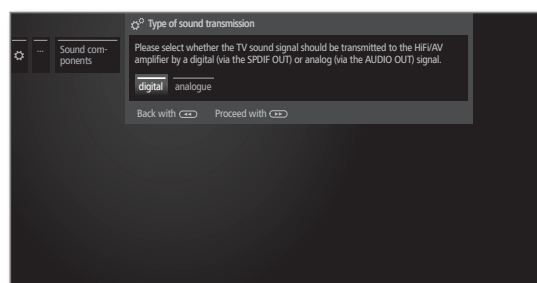 Type of sound transmission
...
Sound com-
ponents
Please select whether the TV sound signal should be transmitted to the HiFi/AV
amplifier by a digital (via the SPDIF OUT) or analog (via the AUDIO OUT) signal.
digital analogue
Back with Proceed with